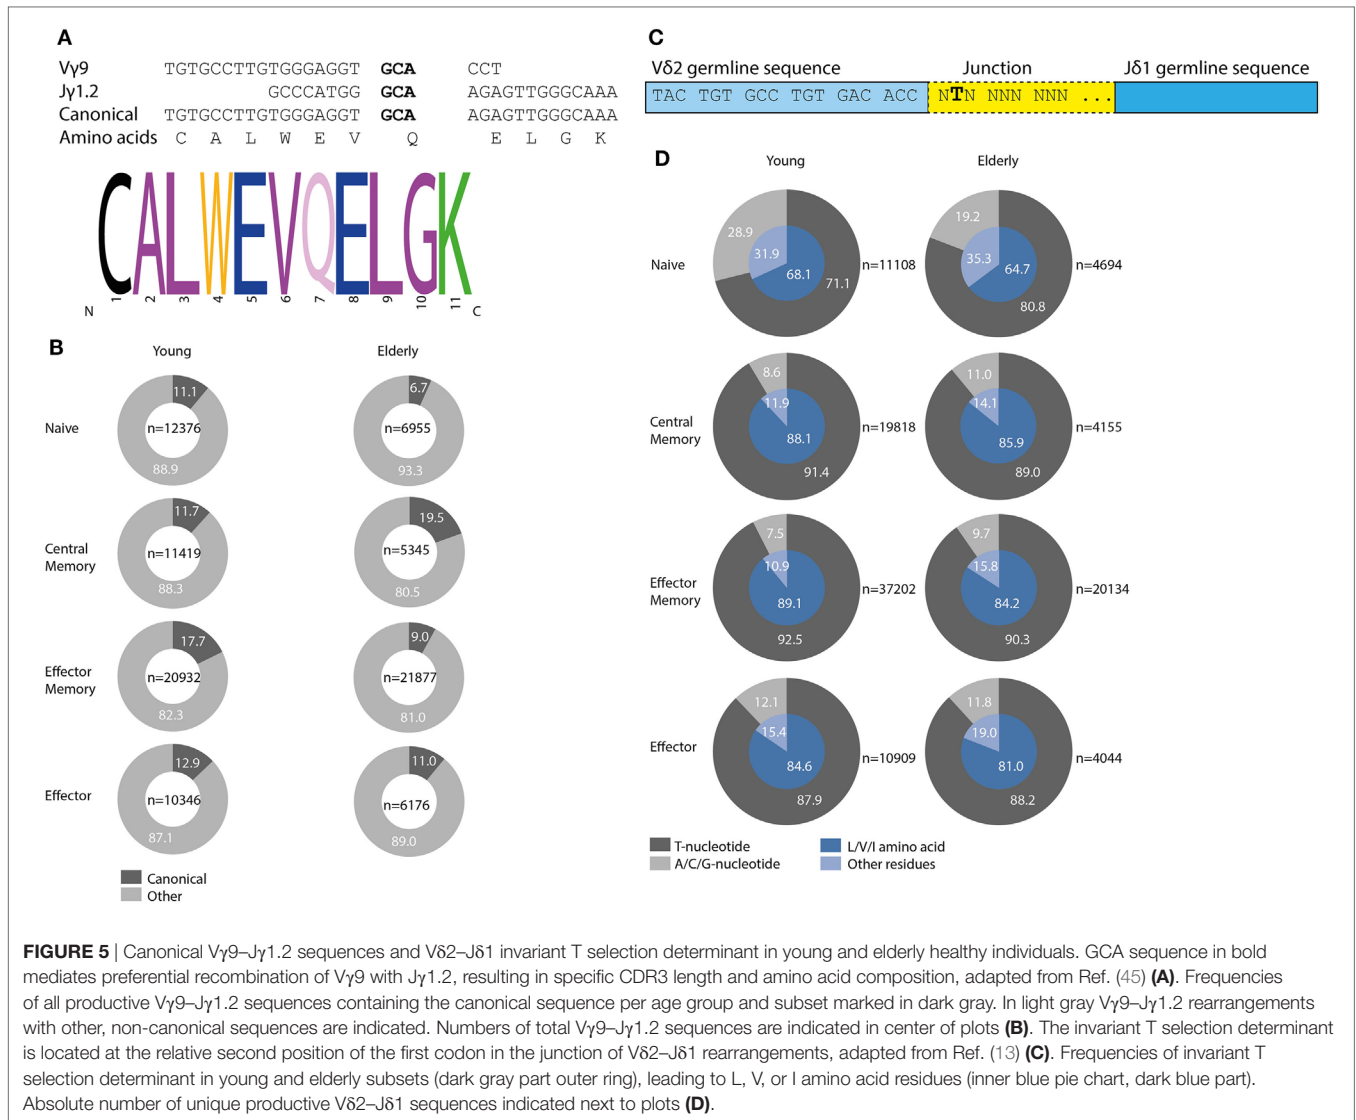 A
Vγ9 TGTGCCTTGTGGGAGGT GCA CCT
Jγ1.2 GCCCATGG GCA AGAGTTGGGCAAA
Canonical TGTGCCTTGTGGGAGGT GCA AGAGTTGGGCAAA
Amino acids C A L W E V Q E L G K
CALWEVQELGK
N 1 2 3 4 5 6 7 8 9 10 11 C
B
Young Elderly
Naive
11.1
n=12376
88.9
6.7
n=6955
93.3
Central
Memory
11.7
n=11419
88.3
19.5
n=5345
80.5
Effector
Memory
17.7
n=20932
82.3
9.0
n=21877
81.0
Effector
12.9
n=10346
87.1
11.0
n=6176
89.0
Canonical
Other
C
Vδ2 germline sequence Junction Jδ1 germline sequence
TAC TGT GCC TGT GAC ACC NTN NNN NNN ...
D
Young Elderly
Naive
28.9
31.9
68.1
71.1
n=11108
19.2
35.3
64.7
80.8
n=4694
Central
Memory
8.6
11.9
88.1
91.4
n=19818
11.0
14.1
85.9
89.0
n=4155
Effector
Memory
7.5
10.9
89.1
92.5
n=37202
9.7
15.8
84.2
90.3
n=20134
Effector
12.1
15.4
84.6
87.9
n=10909
11.8
19.0
81.0
88.2
n=4044
T-nucleotide L/V/I amino acid
A/C/G-nucleotide Other residues
FIGURE 5 | Canonical Vγ9–Jγ1.2 sequences and Vδ2–Jδ1 invariant T selection determinant in young and elderly healthy individuals. GCA sequence in bold
mediates preferential recombination of Vγ9 with Jγ1.2, resulting in specific CDR3 length and amino acid composition, adapted from Ref. (45) (A). Frequencies
of all productive Vγ9–Jγ1.2 sequences containing the canonical sequence per age group and subset marked in dark gray. In light gray Vγ9–Jγ1.2 rearrangements
with other, non-canonical sequences are indicated. Numbers of total Vγ9–Jγ1.2 sequences are indicated in center of plots (B). The invariant T selection determinant
is located at the relative second position of the first codon in the junction of Vδ2–Jδ1 rearrangements, adapted from Ref. (13) (C). Frequencies of invariant T
selection determinant in young and elderly subsets (dark gray part outer ring), leading to L, V, or I amino acid residues (inner blue pie chart, dark blue part).
Absolute number of unique productive Vδ2–Jδ1 sequences indicated next to plots (D).